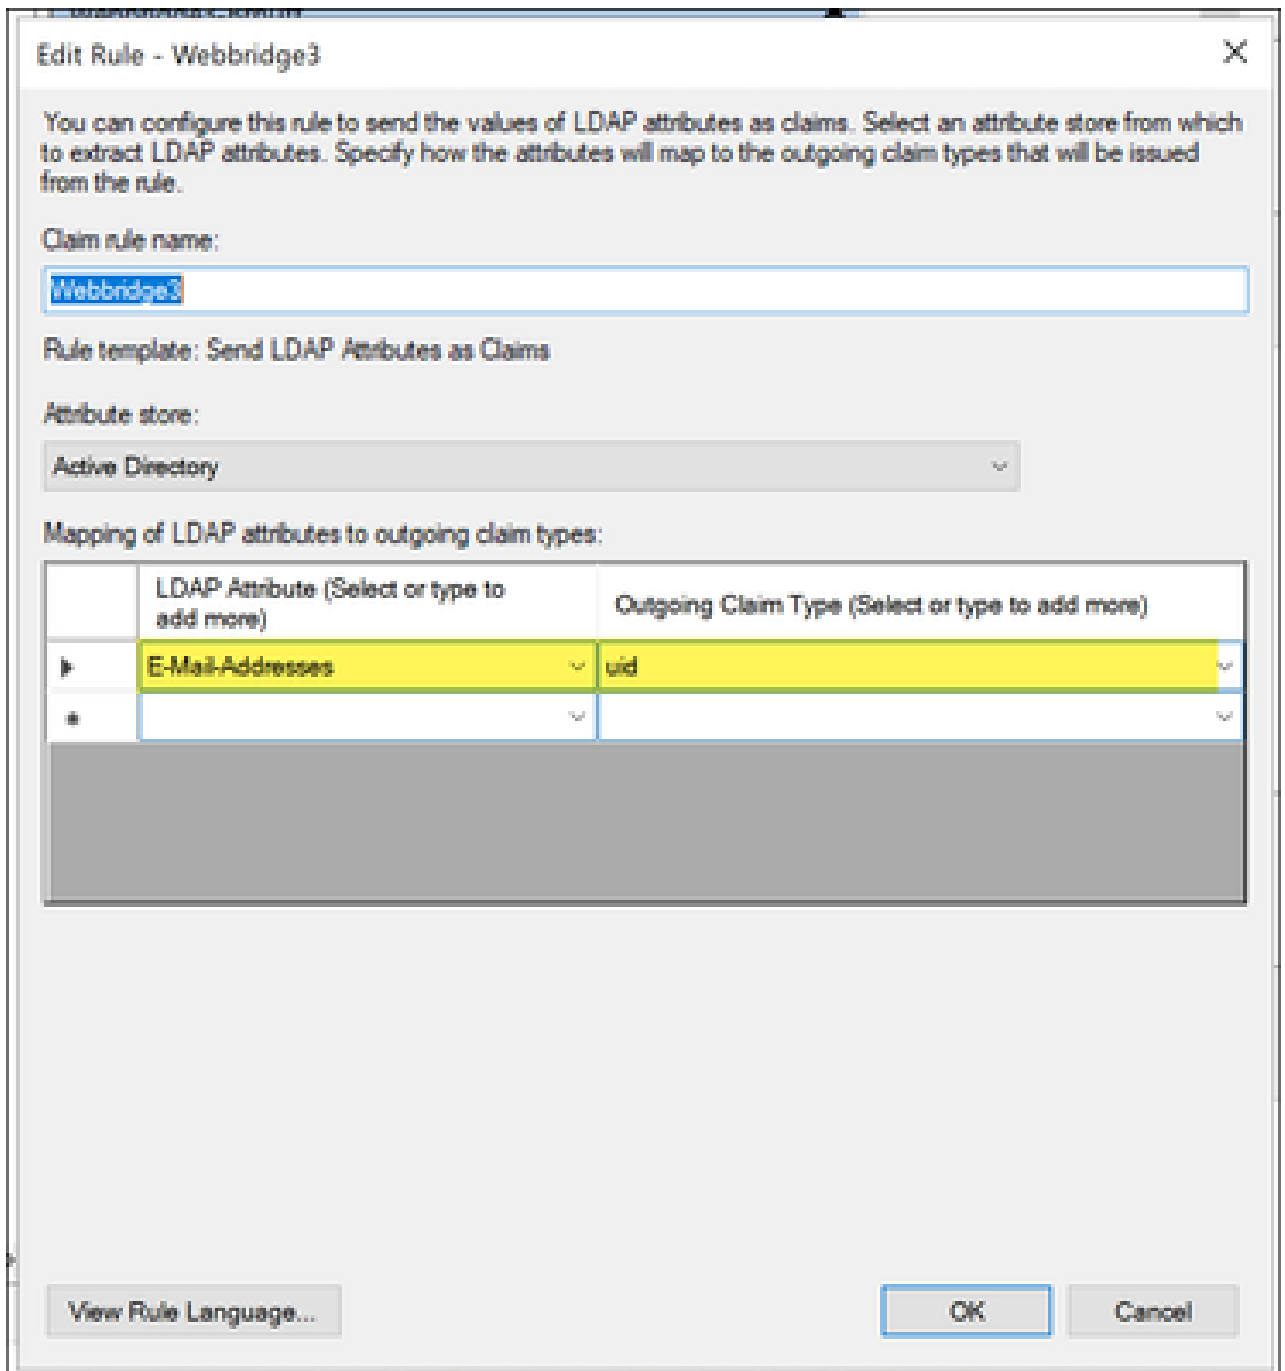 Edit Rule - Webbridge3
You can configure this rule to send the values of LDAP attributes as claims. Select an attribute store from which
to extract LDAP attributes. Specify how the attributes will map to the outgoing claim types that will be issued
from the rule.
Claim rule name:
Webbridge3
Rule template: Send LDAP Attributes as Claims
Attribute store:
Active Directory
Mapping of LDAP attributes to outgoing claim types:
LDAP Attribute (Select or type to
add more)
Outgoing Claim Type (Select or type to add more)
E-Mail-Addresses
uid
View Rule Language...
OK
Cancel